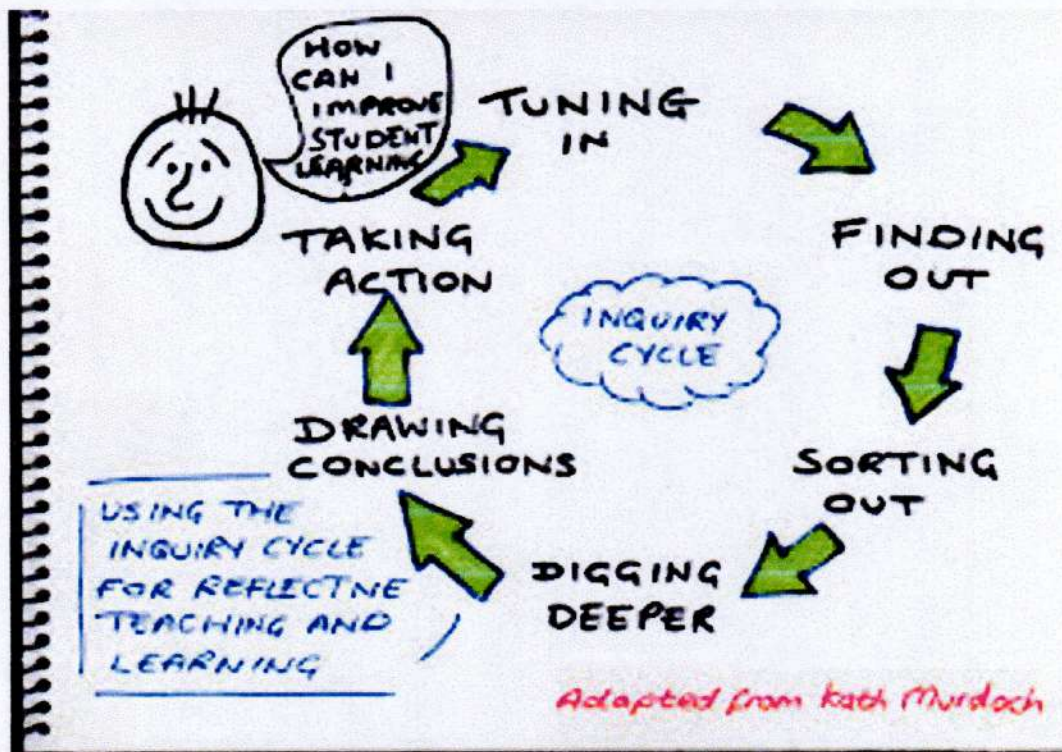 HOW
CAN I
IMPROVE
STUDENT
LEARNING
TUNING
IN
FINDING
OUT
SORTING
OUT
DIGGING
DEEPER
DRAWING
CONCLUSIONS
TAKING
ACTION
INQUIRY
CYCLE
USING THE
INQUIRY CYCLE
FOR REFLECTIVE
TEACHING AND
LEARNING
Adapted from Kath Murdoch